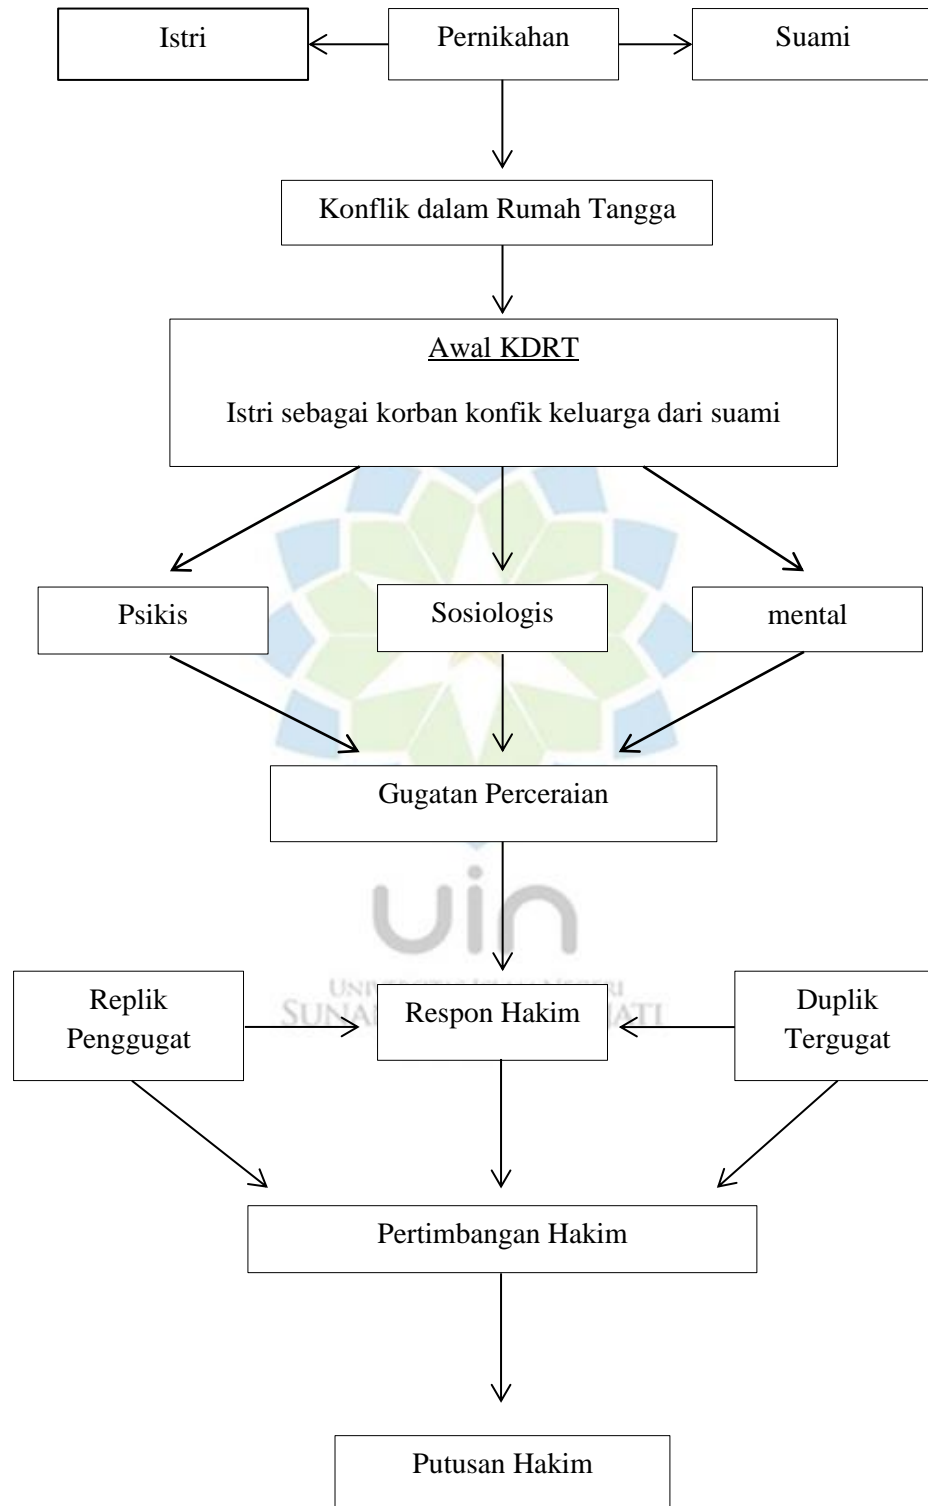 Istri
Pernikahan
Suami
Konflik dalam Rumah Tangga
Awal KDRT
Istri sebagai korban konfik keluarga dari suami
Psikis
Sosiologis
mental
Gugatan Perceraian
uin
Replik
Penggugat
Respon Hakim
Duplik
Tergugat
Pertimbangan Hakim
Putusan Hakim